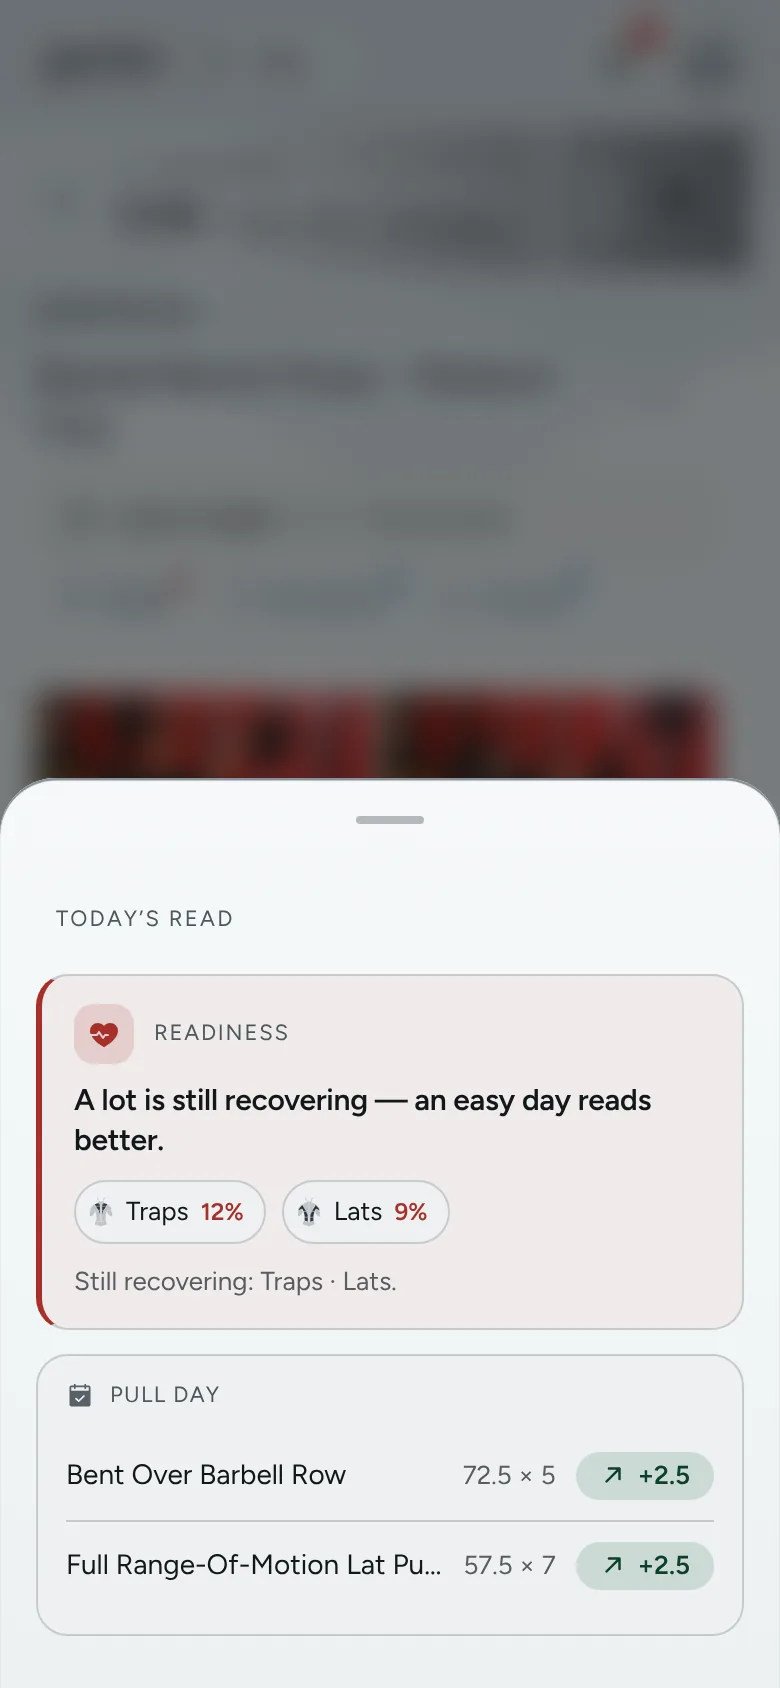 TODAY’S READ
READINESS
A lot is still recovering — an easy day reads
better.
Traps 12% Lats 9%
Still recovering: Traps · Lats.
PULL DAY
Bent Over Barbell Row 72.5 × 5 +2.5
Full Range-Of-Motion Lat Pu... 57.5 × 7 +2.5